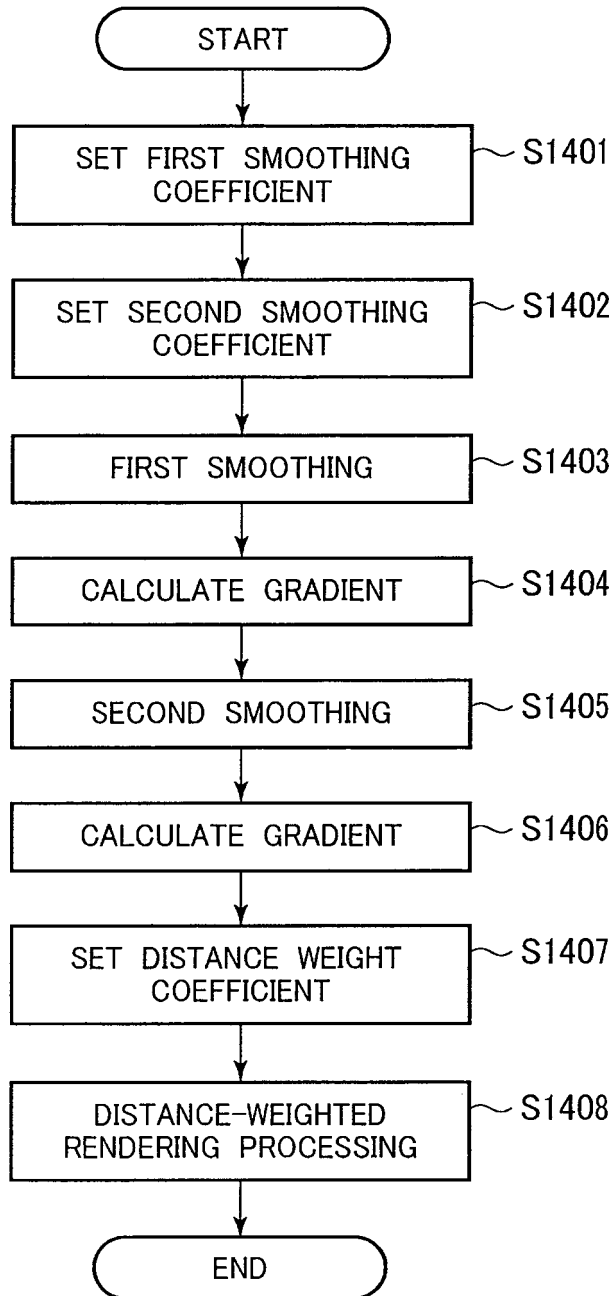 START
SET FIRST SMOOTHING
COEFFICIENT
S1401
SET SECOND SMOOTHING
COEFFICIENT
S1402
FIRST SMOOTHING
S1403
CALCULATE GRADIENT
S1404
SECOND SMOOTHING
S1405
CALCULATE GRADIENT
S1406
SET DISTANCE WEIGHT
COEFFICIENT
S1407
DISTANCE-WEIGHTED
RENDERING PROCESSING
S1408
END